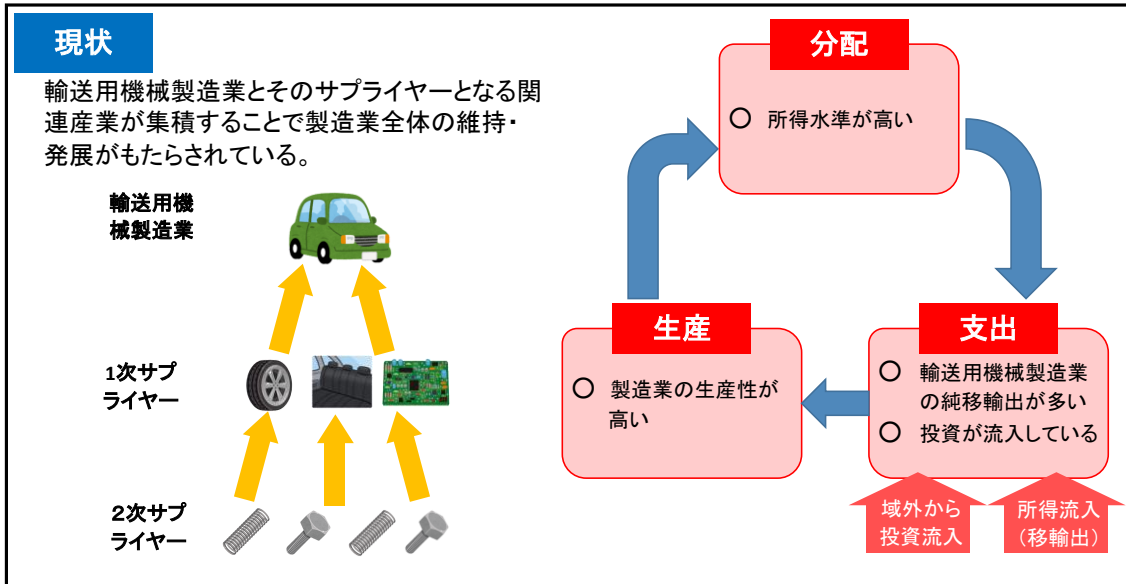 現状
輸送用機械製造業とそのサプライヤーとなる関
連産業が集積することで製造業全体の維持・
発展がもたらされている。
輸送用機
械製造業
1次サプ
ライヤー
２次サプ
ライヤー
分配
○ 所得水準が高い
生産
○ 製造業の生産性が
高い
支出
○ 輸送用機械製造業
の純移輸出が多い
○ 投資が流入している
域外から
投資流入
所得流入
（移輸出）